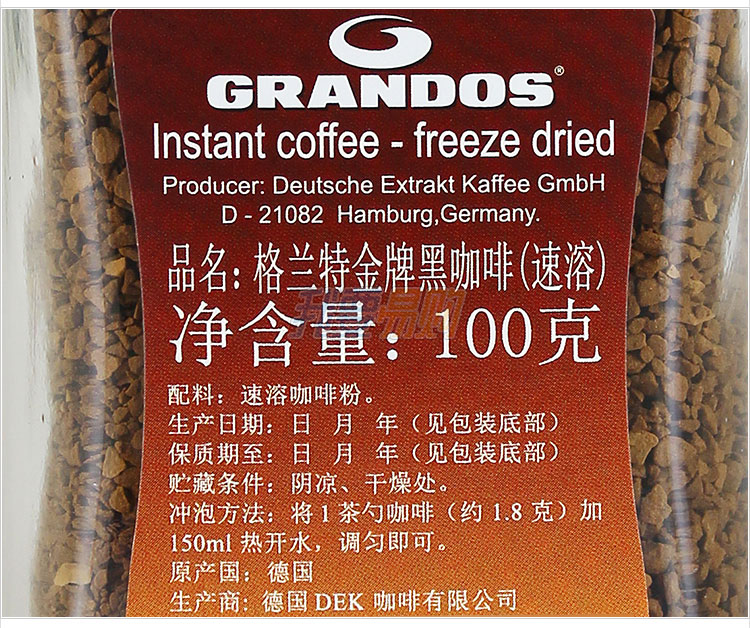 GRANDOS®
Instant coffee - freeze dried
Producer: Deutsche Extrakt Kaffee GmbH
D - 21082 Hamburg,Germany.
品名：格兰特金牌黑咖啡(速溶)
净含量：100克
配料：速溶咖啡粉。
生产日期：日 月 年（见包装底部）
保质期至：日 月 年（见包装底部）
贮藏条件：阴凉、干燥处。
冲泡方法：将1茶勺咖啡（约1.8克）加
150ml 热开水，调匀即可。
原产国：德国
生产商：德国DEK咖啡有限公司